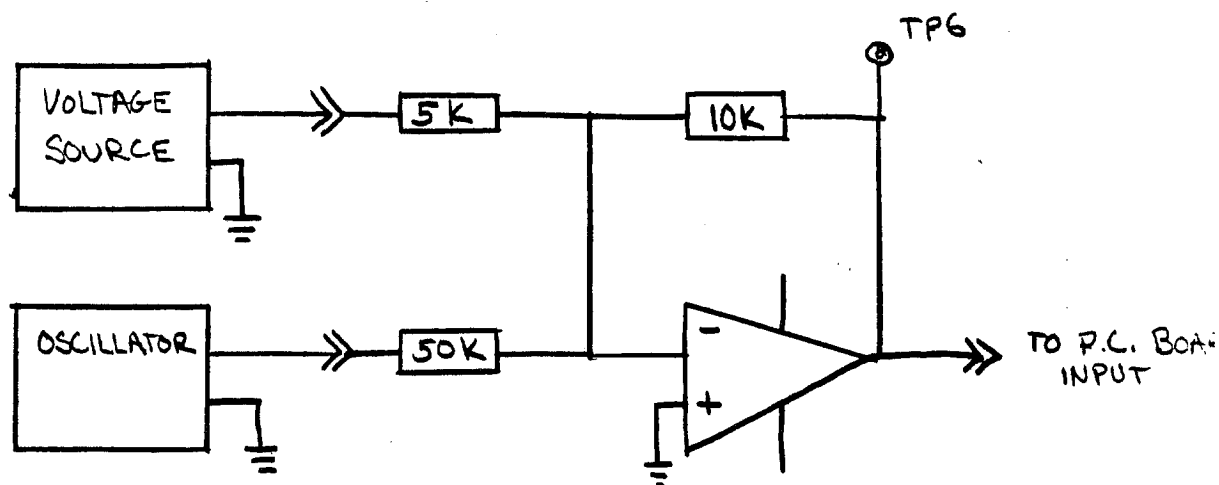 TP6
VOLTAGE
SOURCE
5K
10K
OSCILLATOR
50K
-
+
TO P.C. BOA
INPUT